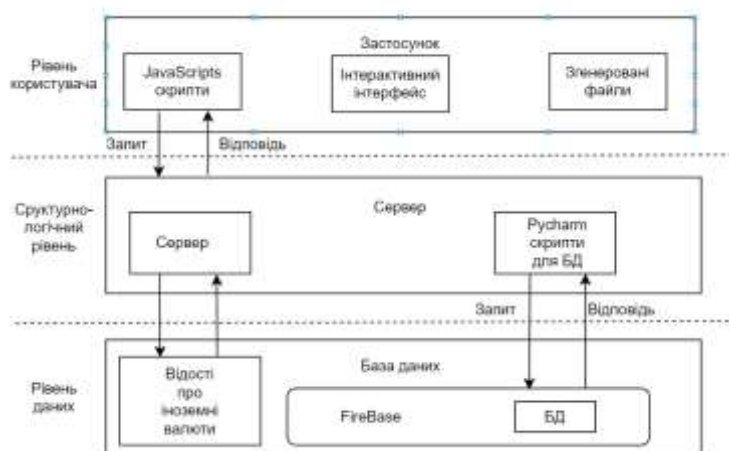 Застосунок
Рівень
користувача
JavaScripts
скрипти
Інтерактивний
інтерфейс
Згенеровані
файли
Запит
Відповідь
Сруктурно-
логічний
рівень
Сервер
Сервер
Pycharm
скрипти
для БД
Запит
Відповідь
Рівень
даних
База даних
Відості
про
іноземні
валюти
FireBase
БД